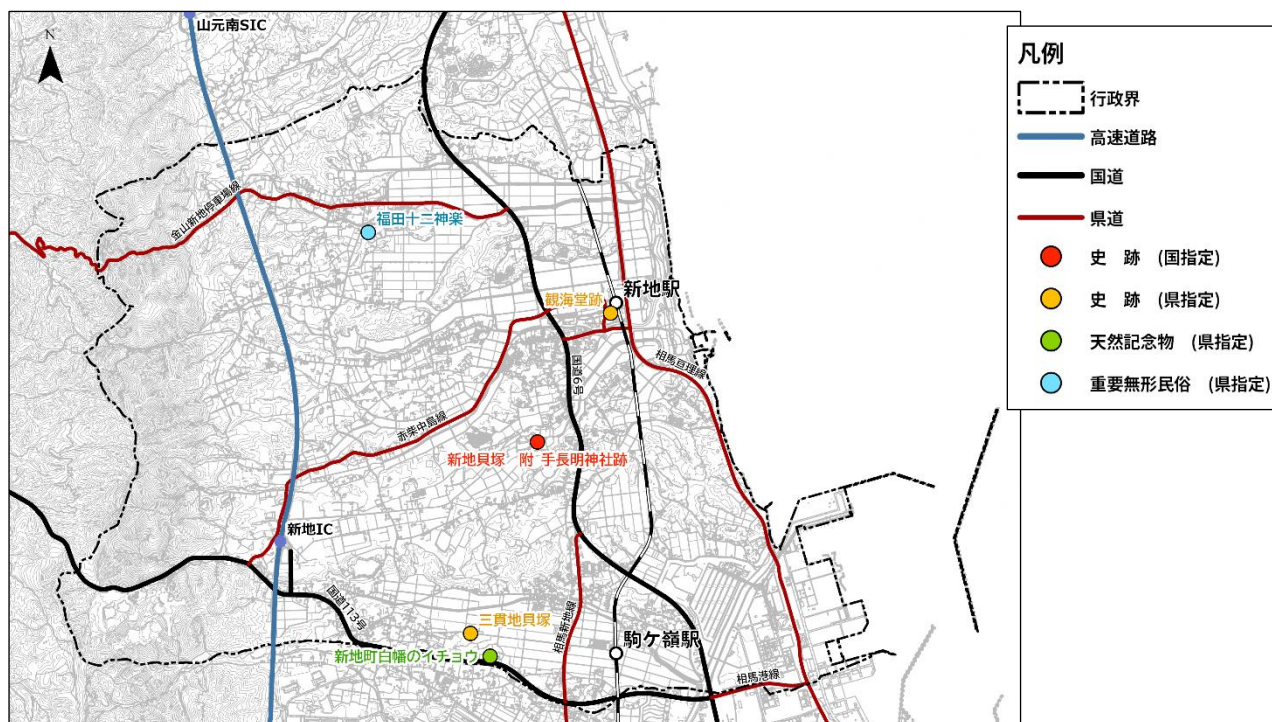 山元南SIC
N
金山新地停車場線
福田十二神楽
観海堂跡
新地駅
国道6号
相馬亘理線
赤柴中島線
新地貝塚 附 手長明神社跡
新地IC
国道113号
三貫地貝塚
相馬新地線
駒ケ嶺駅
新地町白幡のイチョウ
相馬港線
凡例
行政界
高速道路
国道
県道
史 跡 (国指定)
史 跡 (県指定)
天然記念物 (県指定)
重要無形民俗 (県指定)